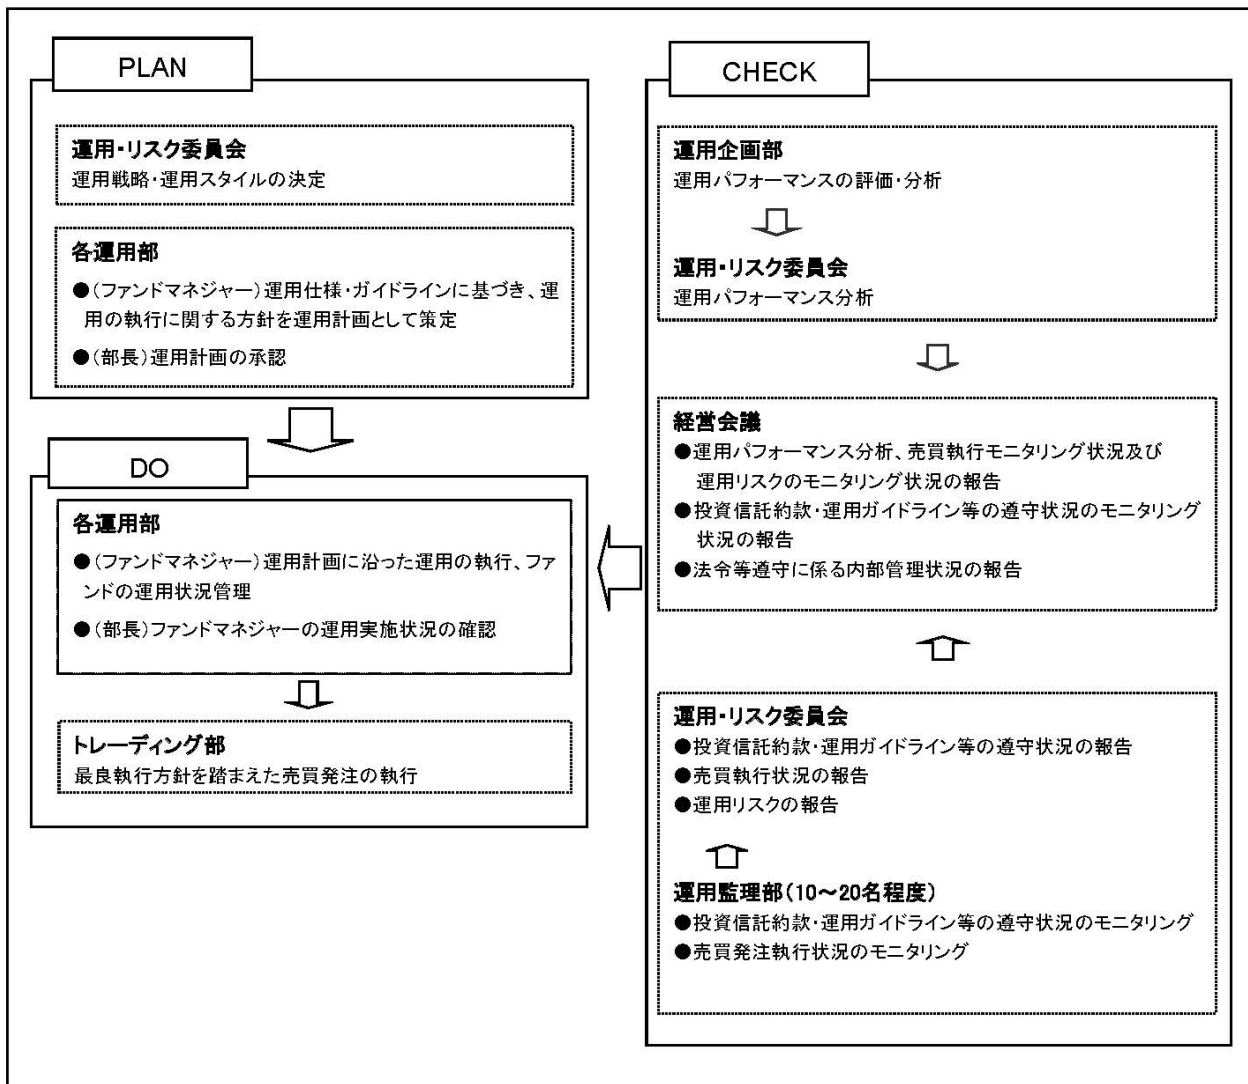 PLAN
運用・リスク委員会
運用戦略・運用スタイルの決定
各運用部
●(ファンドマネジャー)運用仕様・ガイドラインに基づき、運
用の執行に関する方針を運用計画として策定
●(部長)運用計画の承認
DO
各運用部
●(ファンドマネジャー)運用計画に沿った運用の執行、ファ
ンドの運用状況管理
●(部長)ファンドマネジャーの運用実施状況の確認
トレーディング部
最良執行方針を踏まえた売買発注の執行
CHECK
運用企画部
運用パフォーマンスの評価・分析
運用・リスク委員会
運用パフォーマンス分析
経営会議
●運用パフォーマンス分析、売買執行モニタリング状況及び
運用リスクのモニタリング状況の報告
●投資信託約款・運用ガイドライン等の遵守状況のモニタリング
状況の報告
●法令等遵守に係る内部管理状況の報告
運用・リスク委員会
●投資信託約款・運用ガイドライン等の遵守状況の報告
●売買執行状況の報告
●運用リスクの報告
運用監理部(10～20名程度)
●投資信託約款・運用ガイドライン等の遵守状況のモニタリング
●売買発注執行状況のモニタリング